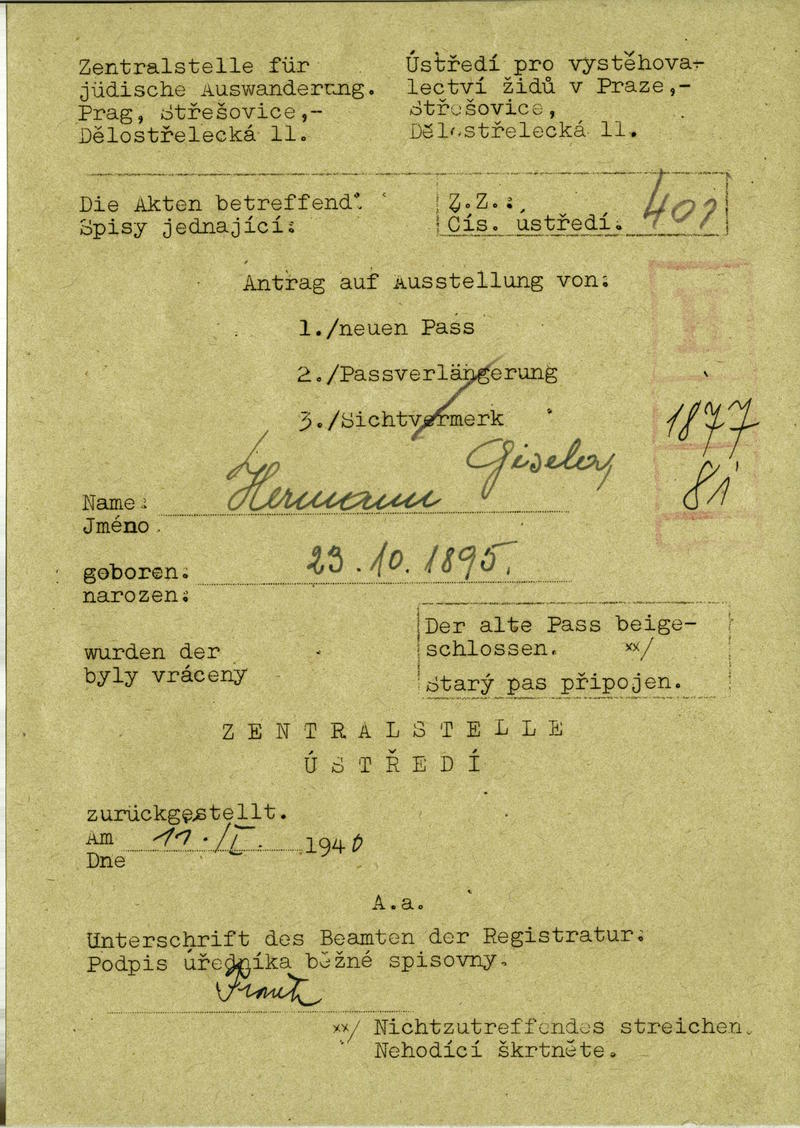 Zentralstelle für
jüdische Auswanderung.
Prag, Střešovice,-
Dělostřelecká 11.
Ústředí pro vystěhova-
lectví židů v Praze,-
Střešovice,
Dělostřelecká 11.
Die Akten betreffend:
Spisy jednající:
Z.Z.:
Čís. ústředí. 401
Antrag auf Ausstellung von:
1./neuen Pass
2./Passverlängerung
3./Sichtvermerk
H
1877
81
Name: Hermann Gisela
Jméno.
geboren: 23.10.1895.
narozen:
wurden der
byly vráceny
Der alte Pass beige-
schlossen. xx/
Starý pas připojen.
ZENTRALSTELLE
ÚSTŘEDÍ
zurückgestellt.
Am 11./I. 1940
Dne
A.a.
Unterschrift des Beamten der Registratur:
Podpis úředníka běžné spisovny.
xx/ Nichtzutreffendes streichen.
Nehodící škrtněte.